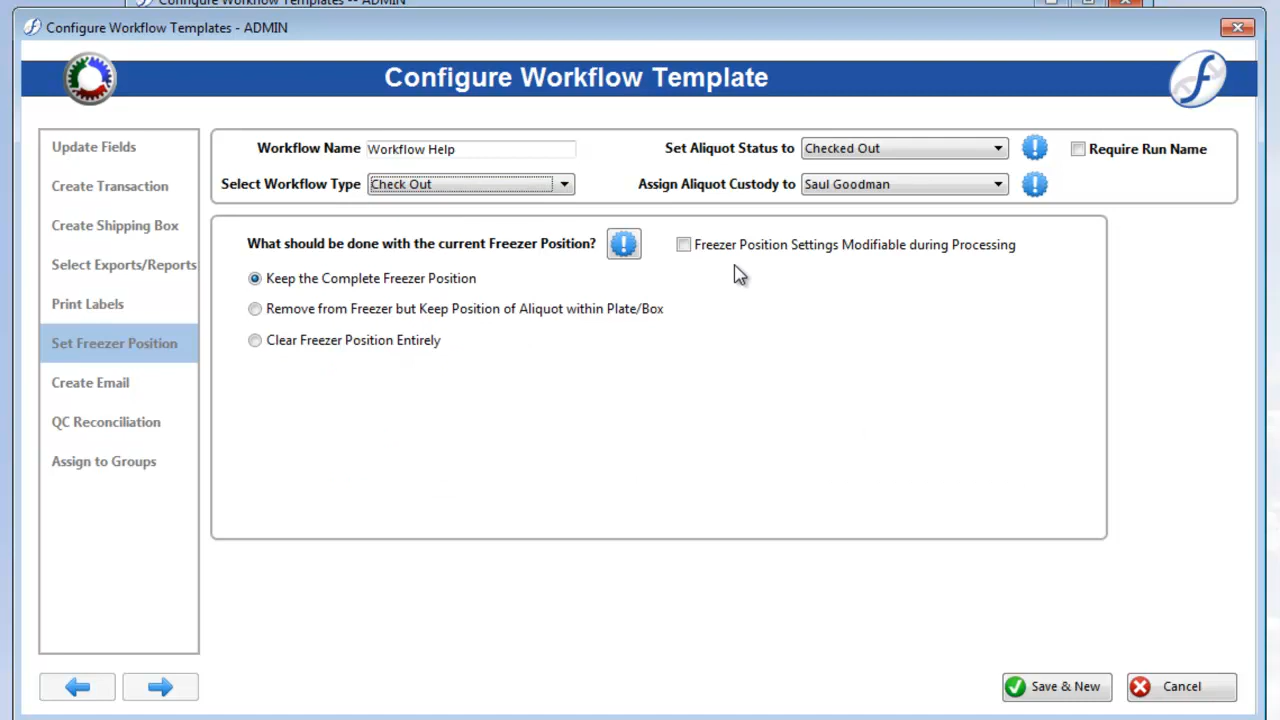 Configure Workflow Templates -- ADMIN
Configure Workflow Templates - ADMIN
Configure Workflow Template
Update Fields
Create Transaction
Create Shipping Box
Select Exports/Reports
Print Labels
Set Freezer Position
Create Email
QC Reconciliation
Assign to Groups
Workflow Name Workflow Help Set Aliquot Status to Checked Out Require Run Name
Select Workflow Type Check Out Assign Aliquot Custody to Saul Goodman
What should be done with the current Freezer Position? Freezer Position Settings Modifiable during Processing
Keep the Complete Freezer Position
Remove from Freezer but Keep Position of Aliquot within Plate/Box
Clear Freezer Position Entirely
Save & New Cancel